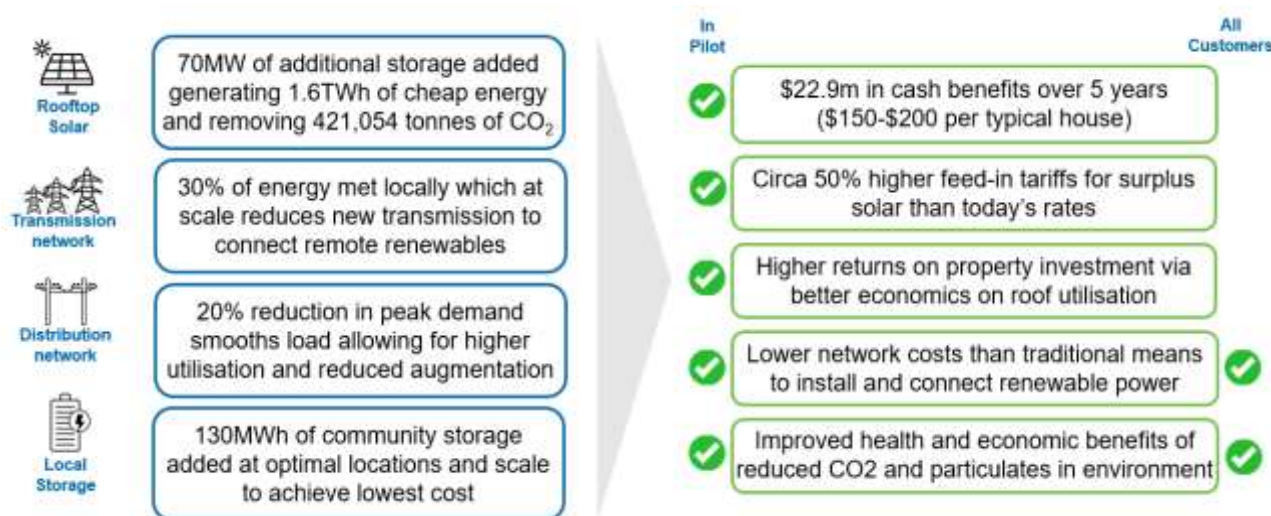 Rooftop
Solar
70MW of additional storage added
generating 1.6TWh of cheap energy
and removing 421,054 tonnes of CO₂
Transmission
network
30% of energy met locally which at
scale reduces new transmission to
connect remote renewables
Distribution
network
20% reduction in peak demand
smooths load allowing for higher
utilisation and reduced augmentation
Local
Storage
130MWh of community storage
added at optimal locations and scale
to achieve lowest cost
In
Pilot
All
Customers
$22.9m in cash benefits over 5 years
($150-$200 per typical house)
Circa 50% higher feed-in tariffs for surplus
solar than today's rates
Higher returns on property investment via
better economics on roof utilisation
Lower network costs than traditional means
to install and connect renewable power
Improved health and economic benefits of
reduced CO2 and particulates in environment